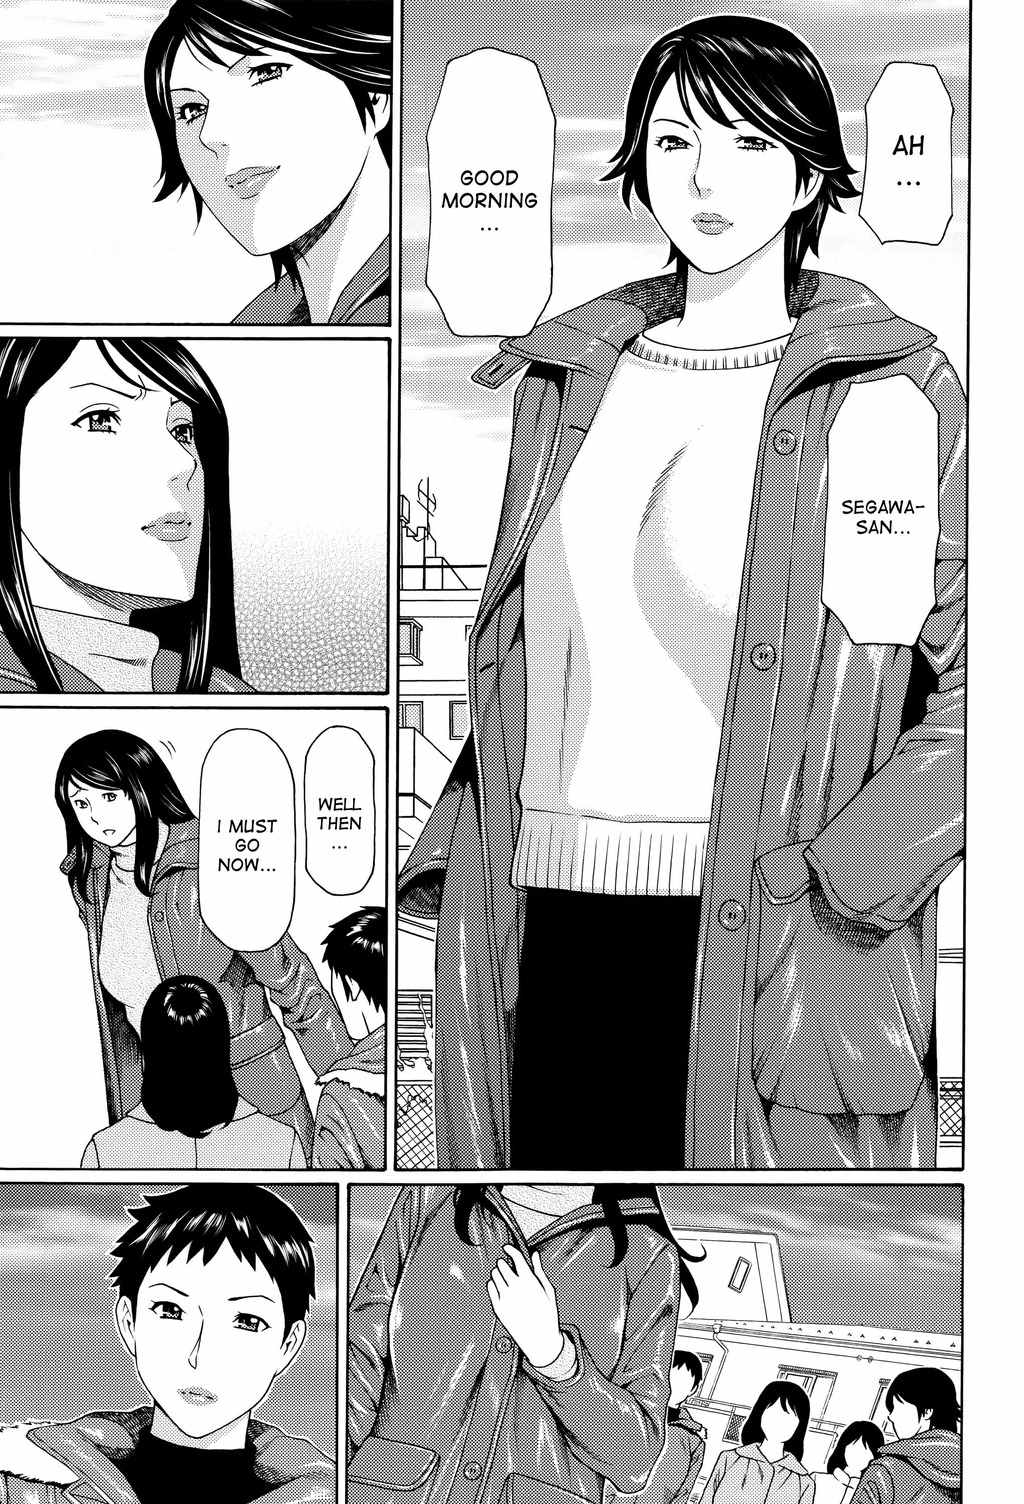 AH
...
GOOD
MORNING
...
SEGAWA-
SAN...
WELL
THEN
...
I MUST
GO
NOW...